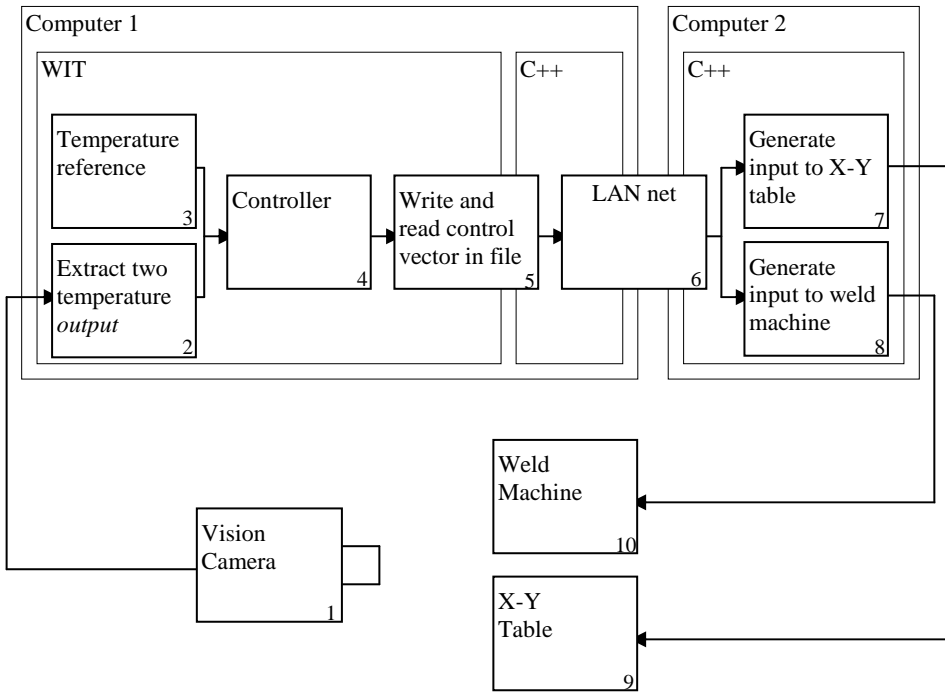 Computer 1
WIT
C++
Temperature
reference
3
Extract two
temperature
output
2
Controller
4
Write and
read control
vector in file
5
LAN net
6
Computer 2
C++
Generate
input to X-Y
table
7
Generate
input to weld
machine
8
Weld
Machine
10
Vision
Camera
1
X-Y
Table
9